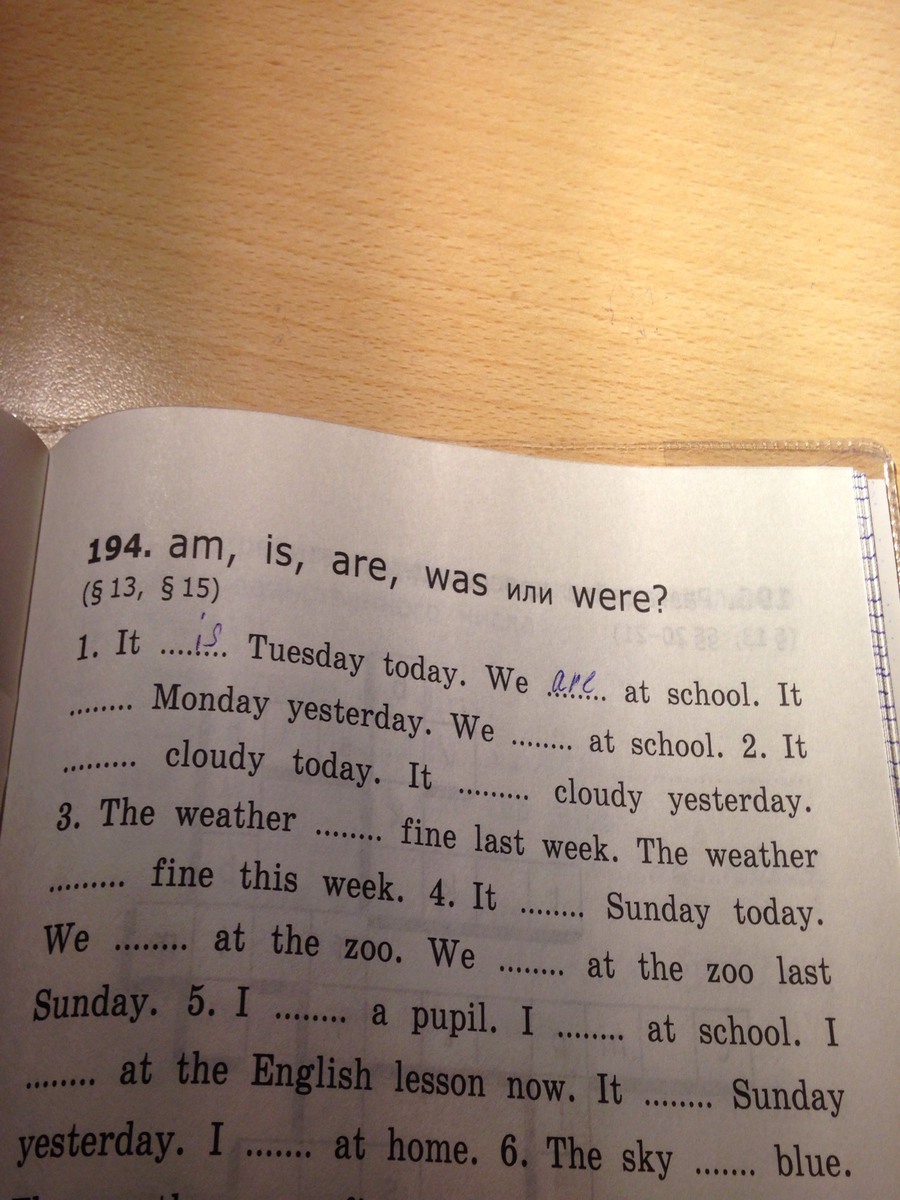 194. am, is, are, was или were?
(§ 13, § 15)
1. It ....is.... Tuesday today. We are........ at school. It
........ Monday yesterday. We ........ at school. 2. It
......... cloudy today. It ......... cloudy yesterday.
3. The weather ........ fine last week. The weather
......... fine this week. 4. It ........ Sunday today.
We ........ at the zoo. We ........ at the zoo last
Sunday. 5. I ........ a pupil. I ........ at school. I
........ at the English lesson now. It ........ Sunday
yesterday. I ....... at home. 6. The sky ....... blue.